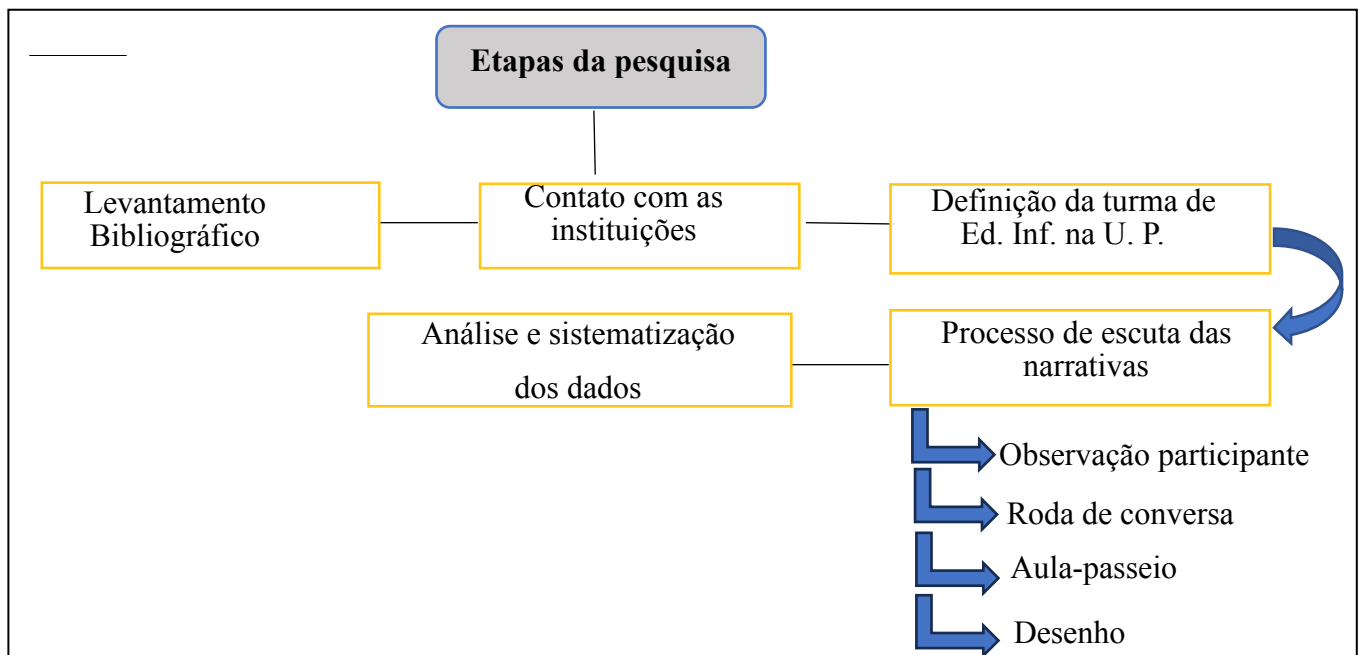 Etapas da pesquisa
Levantamento
Bibliográfico
Contato com as
instituições
Definição da turma de
Ed. Inf. na U. P.
Análise e sistematização
dos dados
Processo de escuta das
narrativas
Observação participante
Roda de conversa
Aula-passeio
Desenho